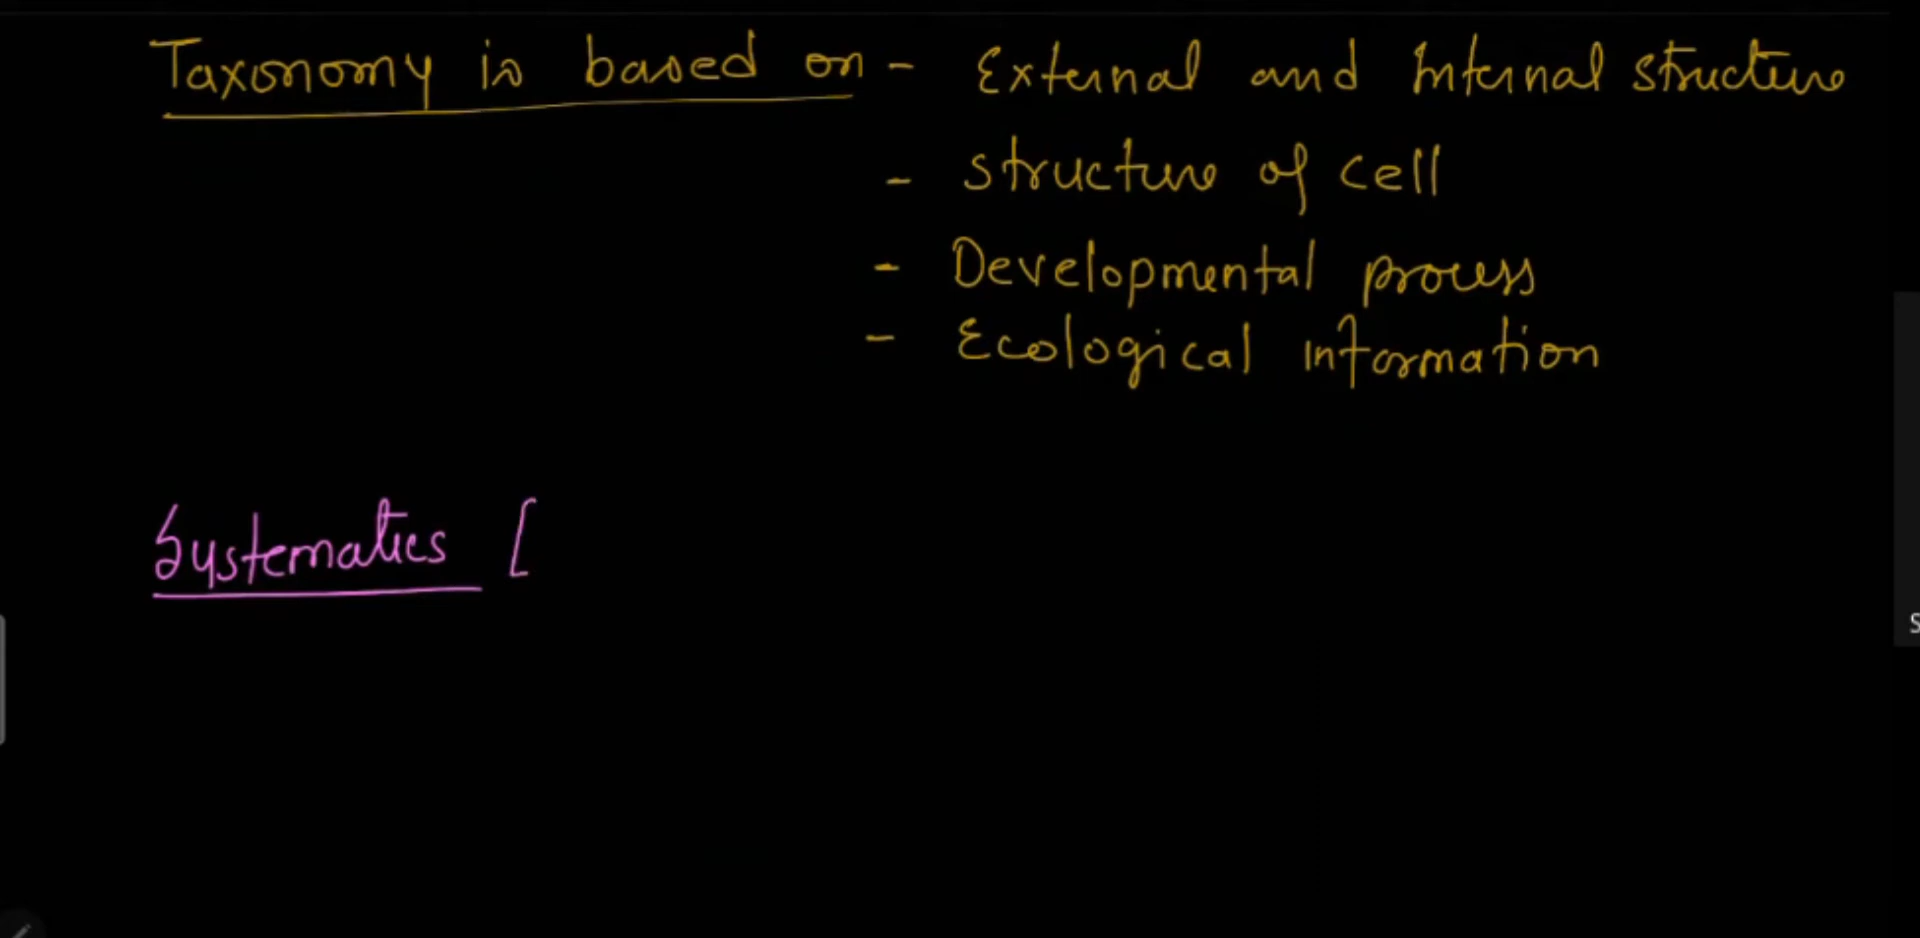 Taxonomy is based on - External and Internal structure
- structure of cell
- Developmental process
- Ecological information
Systematics [
S